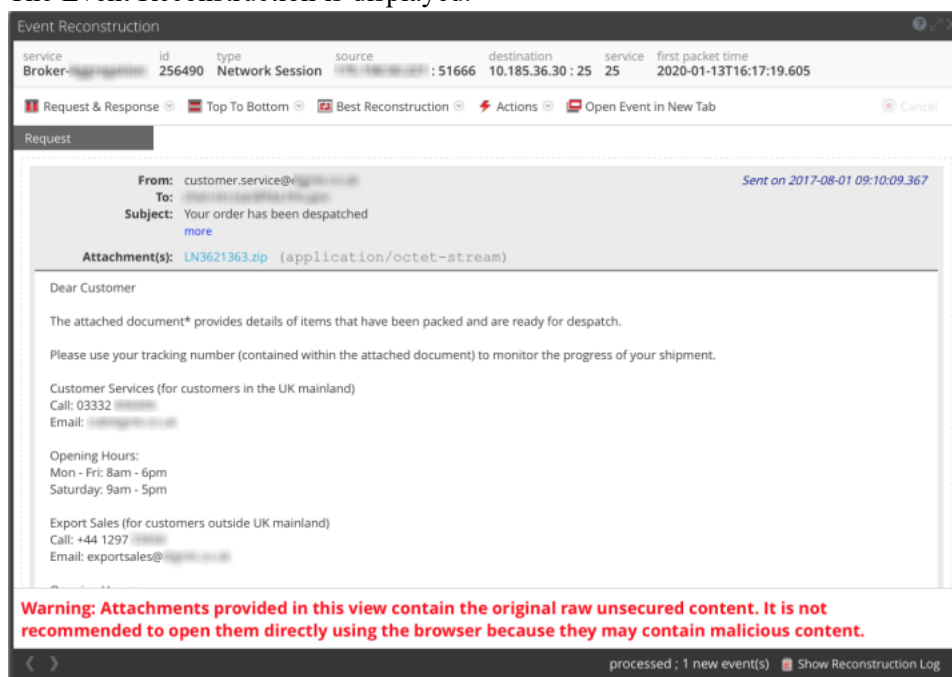 Event Reconstruction
service id type source destination service first packet time
Broker- 256490 Network Session : 51666 10.185.36.30 : 25 25 2020-01-13T16:17:19.605
Request & Response Top To Bottom Best Reconstruction Actions Open Event in New Tab Cancel
Request
From: customer.service@ Sent on 2017-08-01 09:10:09.367
To:
Subject: Your order has been despatched
more
Attachment(s): LN3621363.zip (application/octet-stream)
Dear Customer
The attached document* provides details of items that have been packed and are ready for despatch.
Please use your tracking number (contained within the attached document) to monitor the progress of your shipment.
Customer Services (for customers in the UK mainland)
Call: 03332
Email:
Opening Hours:
Mon - Fri: 8am - 6pm
Saturday: 9am - 5pm
Export Sales (for customers outside UK mainland)
Call: +44 1297
Email: exportsales@
Warning: Attachments provided in this view contain the original raw unsecured content. It is not
recommended to open them directly using the browser because they may contain malicious content.
processed ; 1 new event(s) Show Reconstruction Log